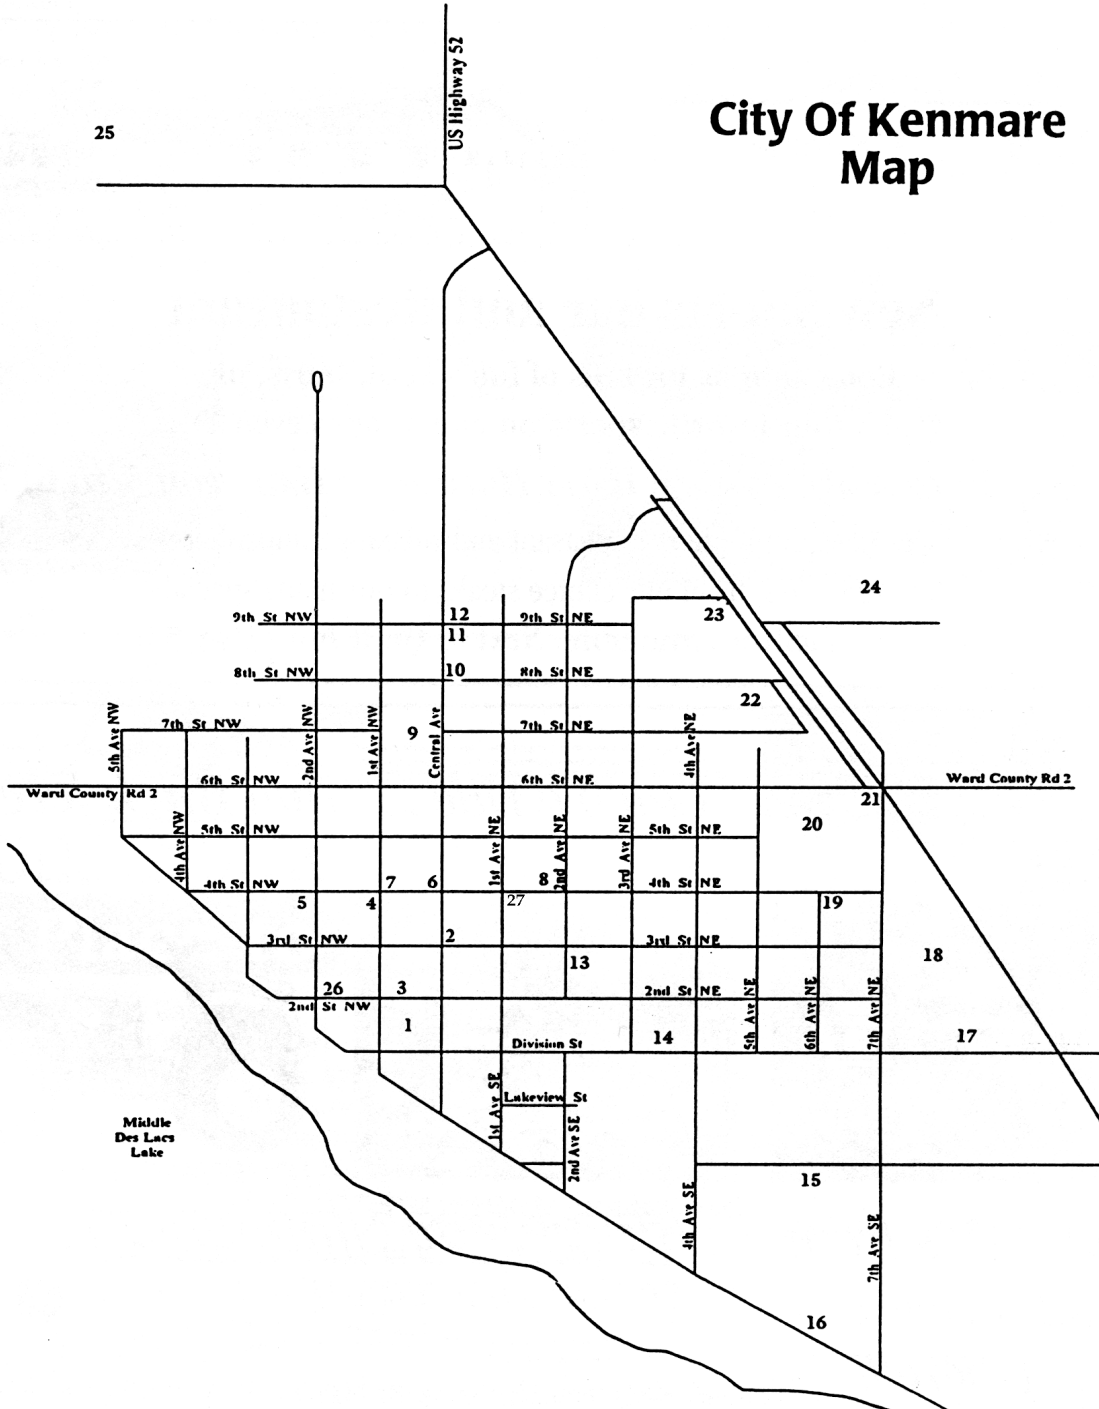 US Highway 52
City Of Kenmare
Map
25
24
9th St NW
12
9th St NE
23
11
8th St NW
10
8th St NE
22
5th Ave NW
7th St NW
2nd Ave NW
1st Ave NW
9
Central Ave
7th St NE
4th Ave NE
6th St NW
6th St NE
Ward County Rd 2
Ward County Rd 2
21
20
4th Ave NW
5th St NW
1st Ave NE
2nd Ave NE
3rd Ave NE
5th St NE
4th St NW
7
6
8
4th St NE
5
4
27
19
3rd St NW
2
3rd St NE
18
13
26
3
2nd St NE
5th Ave NE
6th Ave NE
7th Ave NE
2nd St NW
1
Division St
14
17
1st Ave SE
Lakeview St
Middle
Des Lacs
Lake
2nd Ave SE
15
4th Ave SE
7th Ave SE
16